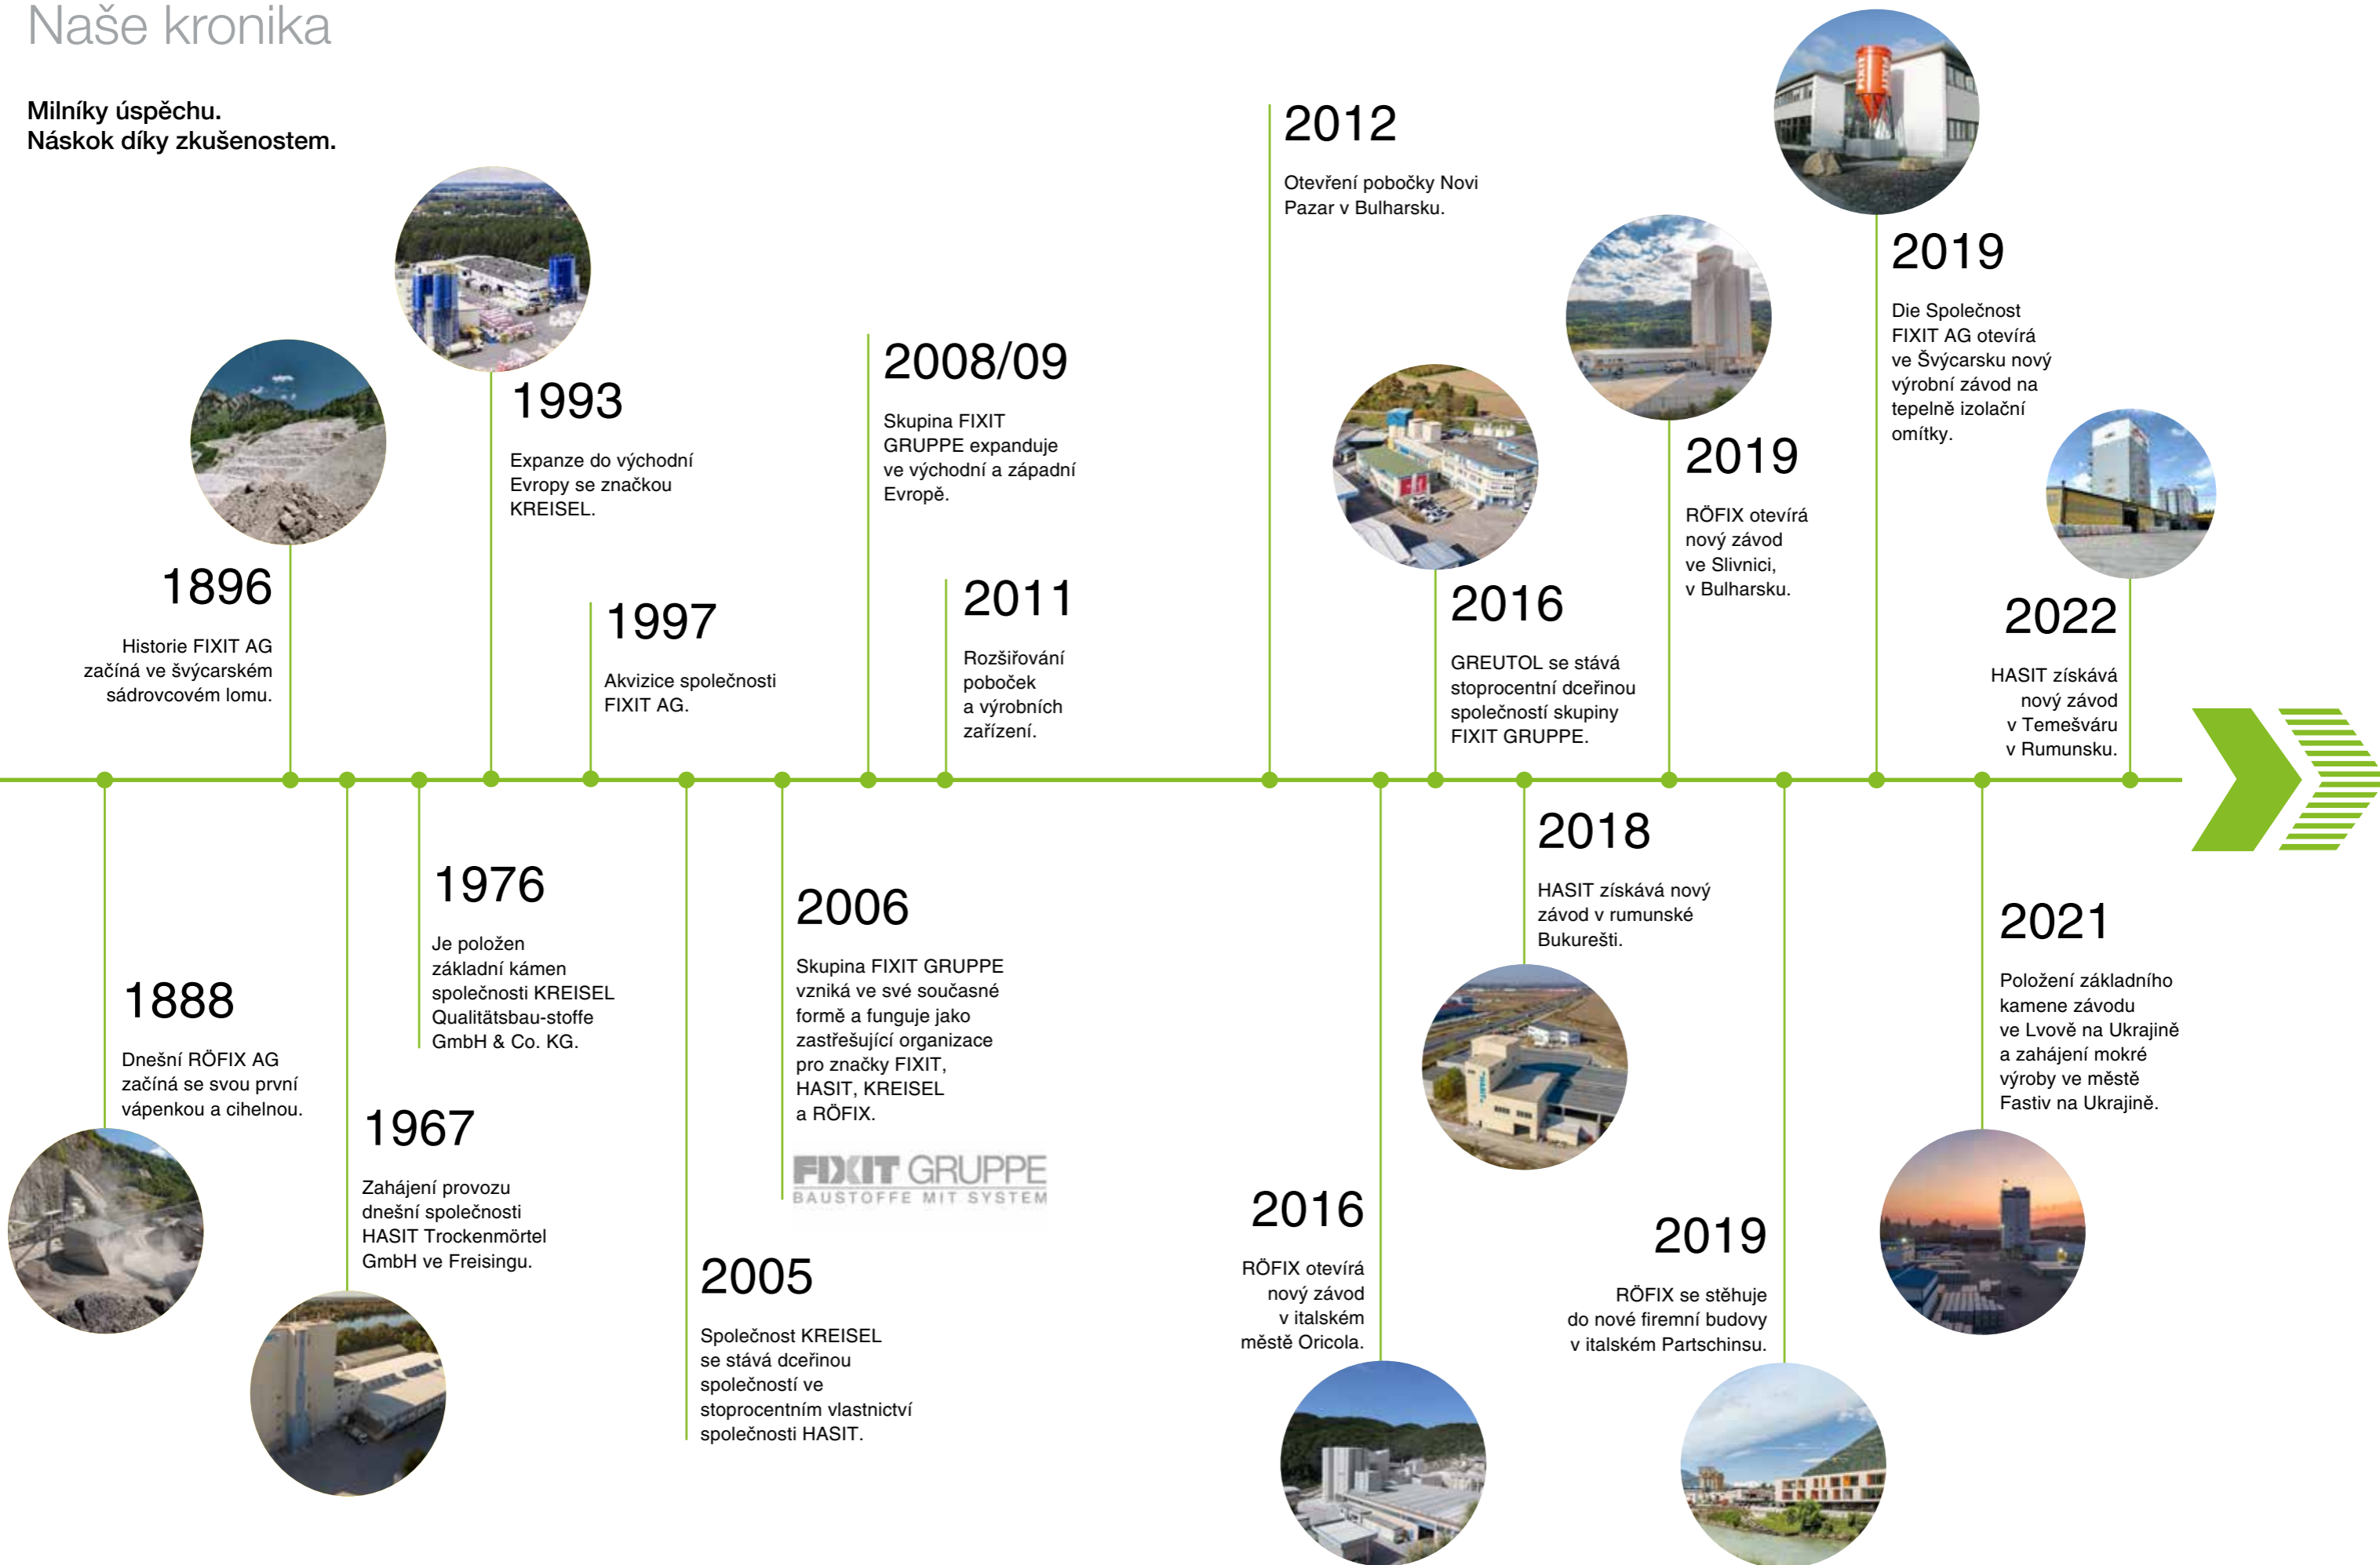 Naše kronika
Milníky úspěchu.
Náskok díky zkušenostem.
1888
Dnešní RÖFIX AG
začíná se svou první
vápenkou a cihelnou.
1896
Historie FIXIT AG
začíná ve švýcarském
sádrovcovém lomu.
1967
Zahájení provozu
dnešní společnosti
HASIT Trockenmörtel
GmbH ve Freisingu.
1976
Je položen
základní kámen
společnosti KREISEL
Qualitätsbau-stoffe
GmbH & Co. KG.
1993
Expanze do východní
Evropy se značkou
KREISEL.
1997
Akvizice společnosti
FIXIT AG.
2005
Společnost KREISEL
se stává dceřinou
společností ve
stoprocentním vlastnictví
společnosti HASIT.
2006
Skupina FIXIT GRUPPE
vzniká ve své současné
formě a funguje jako
zastřešující organizace
pro značky FIXIT,
HASIT, KREISEL
a RÖFIX.
FIXIT GRUPPE
BAUSTOFFE MIT SYSTEM
2008/09
Skupina FIXIT
GRUPPE expanduje
ve východní a západní
Evropě.
2011
Rozšiřování
poboček
a výrobních
zařízení.
2012
Otevření pobočky Novi
Pazar v Bulharsku.
2016
RÖFIX otevírá
nový závod
v italském
městě Oricola.
2016
GREUTOL se stává
stoprocentní dceřinou
společností skupiny
FIXIT GRUPPE.
2018
HASIT získává nový
závod v rumunské
Bukurešti.
HASIT
2019
RÖFIX otevírá
nový závod
ve Slivnici,
v Bulharsku.
2019
RÖFIX se stěhuje
do nové firemní budovy
v italském Partschinsu.
FIXIT
2019
Die Společnost
FIXIT AG otevírá
ve Švýcarsku nový
výrobní závod na
tepelně izolační
omítky.
2021
Položení základního
kamene závodu
ve Lvově na Ukrajině
a zahájení mokré
výroby ve městě
Fastiv na Ukrajině.
2022
HASIT získává
nový závod
v Temešváru
v Rumunsku.